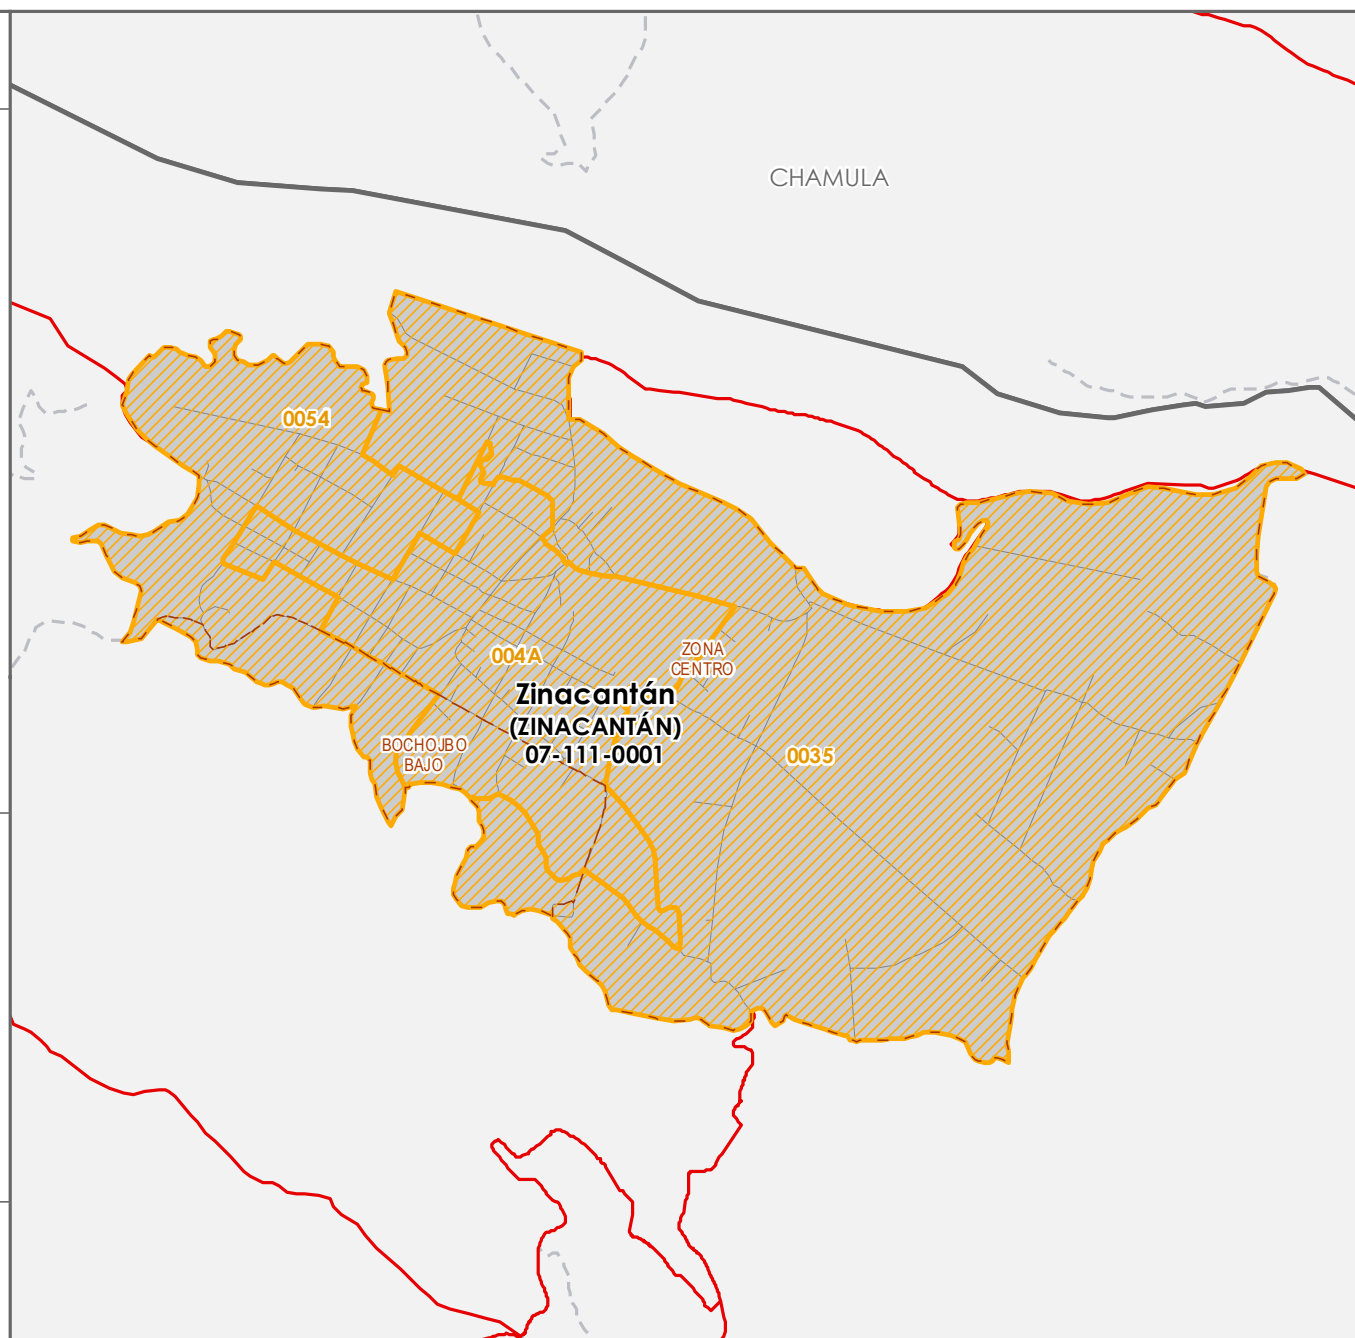 CHAMULA
0054
004A
ZONA
CENTRO
Zinacantán
(ZINACANTÁN)
07-111-0001
BOCHOJBO
BAJO
0035